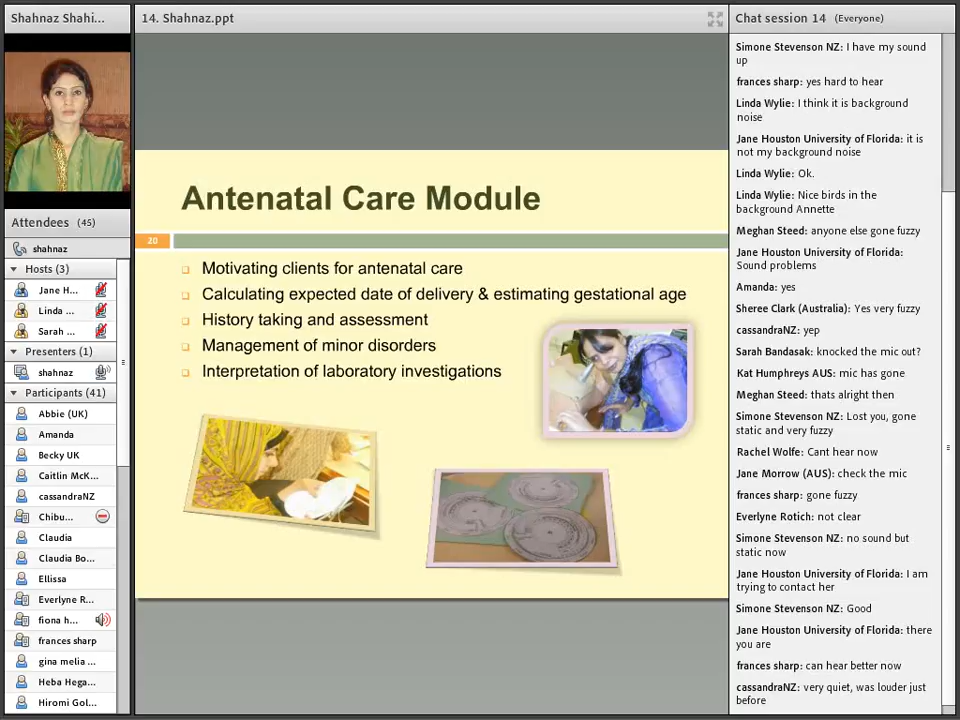 Shahnaz Shahi...
Attendees (45)
shahnaz
Hosts (3)
Jane H...
Linda ...
Sarah ...
Presenters (1)
shahnaz
Participants (41)
Abbie (UK)
Amanda
Becky UK
Caitlin McK...
cassandraNZ
Chibu...
Claudia
Claudia Bo...
Ellissa
Everlyne R...
fiona h...
frances sharp
gina melia ...
Heba Hega...
Hiromi Gol...
14. Shahnaz.ppt
Antenatal Care Module
20
Motivating clients for antenatal care
Calculating expected date of delivery & estimating gestational age
History taking and assessment
Management of minor disorders
Interpretation of laboratory investigations
Chat session 14 (Everyone)
Simone Stevenson NZ: I have my sound
up
frances sharp: yes hard to hear
Linda Wylie: I think it is background
noise
Jane Houston University of Florida: it is
not my background noise
Linda Wylie: Ok.
Linda Wylie: Nice birds in the
background Annette
Meghan Steed: anyone else gone fuzzy
Jane Houston University of Florida:
Sound problems
Amanda: yes
Sheree Clark (Australia): Yes very fuzzy
cassandraNZ: yep
Sarah Bandasak: knocked the mic out?
Kat Humphreys AUS: mic has gone
Meghan Steed: thats alright then
Simone Stevenson NZ: Lost you, gone
static and very fuzzy
Rachel Wolfe: Cant hear now
Jane Morrow (AUS): check the mic
frances sharp: gone fuzzy
Everlyne Rotich: not clear
Simone Stevenson NZ: no sound but
static now
Jane Houston University of Florida: I am
trying to contact her
Simone Stevenson NZ: Good
Jane Houston University of Florida: there
you are
frances sharp: can hear better now
cassandraNZ: very quiet, was louder just
before